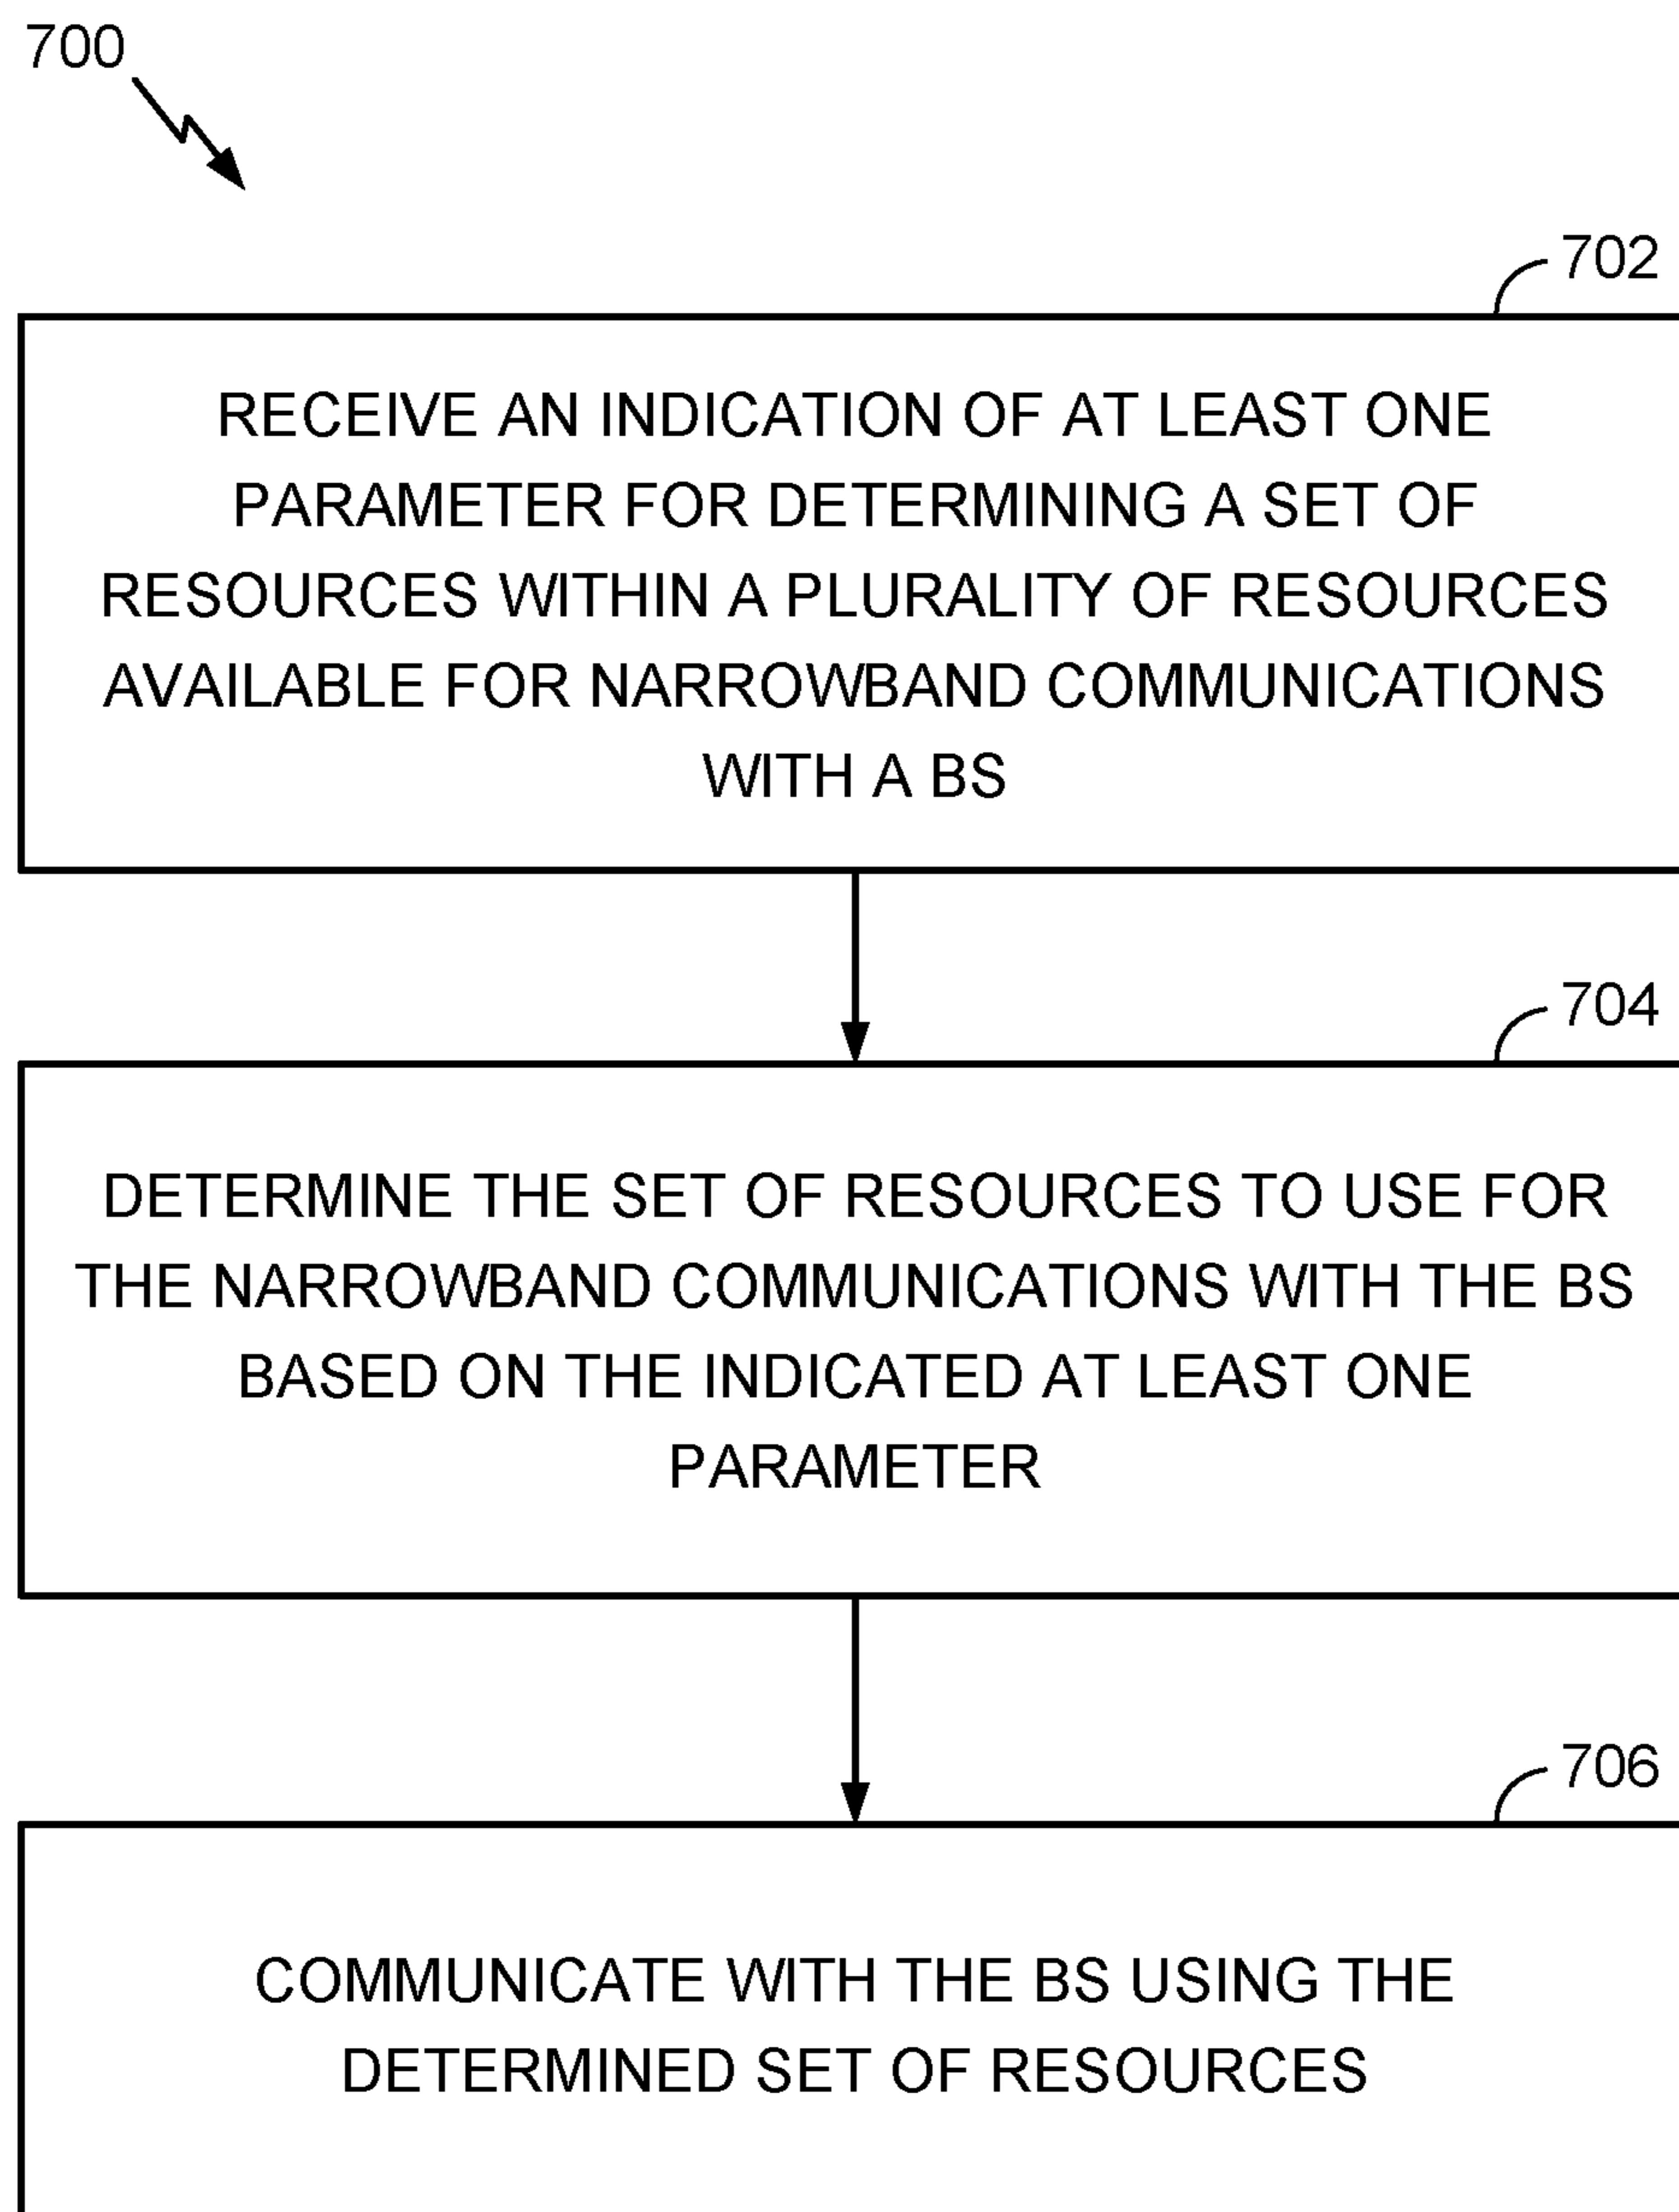 700
702
RECEIVE AN INDICATION OF AT LEAST ONE
PARAMETER FOR DETERMINING A SET OF
RESOURCES WITHIN A PLURALITY OF RESOURCES
AVAILABLE FOR NARROWBAND COMMUNICATIONS
WITH A BS
704
DETERMINE THE SET OF RESOURCES TO USE FOR
THE NARROWBAND COMMUNICATIONS WITH THE BS
BASED ON THE INDICATED AT LEAST ONE
PARAMETER
706
COMMUNICATE WITH THE BS USING THE
DETERMINED SET OF RESOURCES